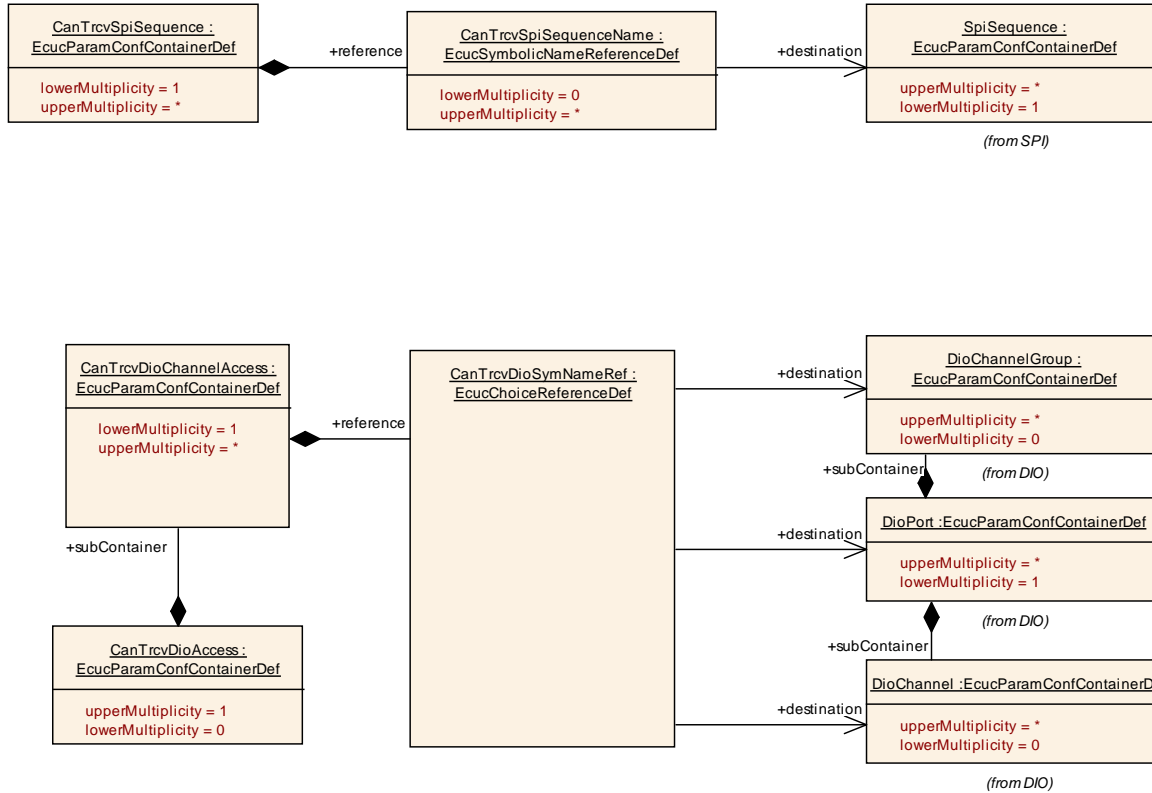 CanTrcvSpiSequence :
EcucParamConfContainerDef
lowerMultiplicity = 1
upperMultiplicity = *
+reference
CanTrcvSpiSequenceName :
EcucSymbolicNameReferenceDef
lowerMultiplicity = 0
upperMultiplicity = *
+destination
SpiSequence :
EcucParamConfContainerDef
upperMultiplicity = *
lowerMultiplicity = 1
(from SPI)
CanTrcvDioChannelAccess :
EcucParamConfContainerDef
lowerMultiplicity = 1
upperMultiplicity = *
+reference
+subContainer
CanTrcvDioAccess :
EcucParamConfContainerDef
upperMultiplicity = 1
lowerMultiplicity = 0
CanTrcvDioSymNameRef :
EcucChoiceReferenceDef
+destination
DioChannelGroup :
EcucParamConfContainerDef
upperMultiplicity = *
lowerMultiplicity = 0
(from DIO)
+subContainer
+destination
DioPort :EcucParamConfContainerDef
upperMultiplicity = *
lowerMultiplicity = 1
(from DIO)
+subContainer
+destination
DioChannel :EcucParamConfContainerD
upperMultiplicity = *
lowerMultiplicity = 0
(from DIO)